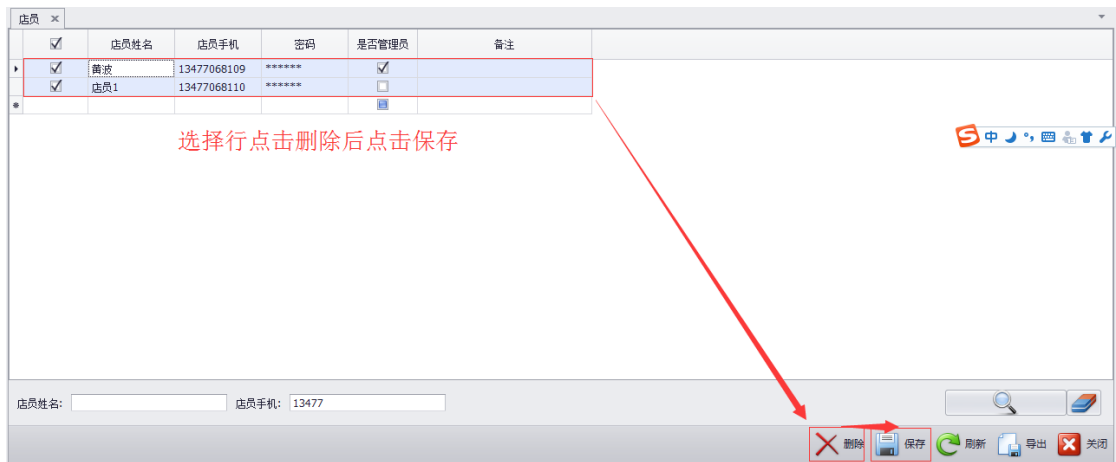 店员
店员姓名 店员手机 密码 是否管理员 备注
黄波 13477068109 ******
店员1 13477068110 ******
选择行点击删除后点击保存
中
店员姓名: 店员手机: 13477
删除 保存 刷新 导出 关闭